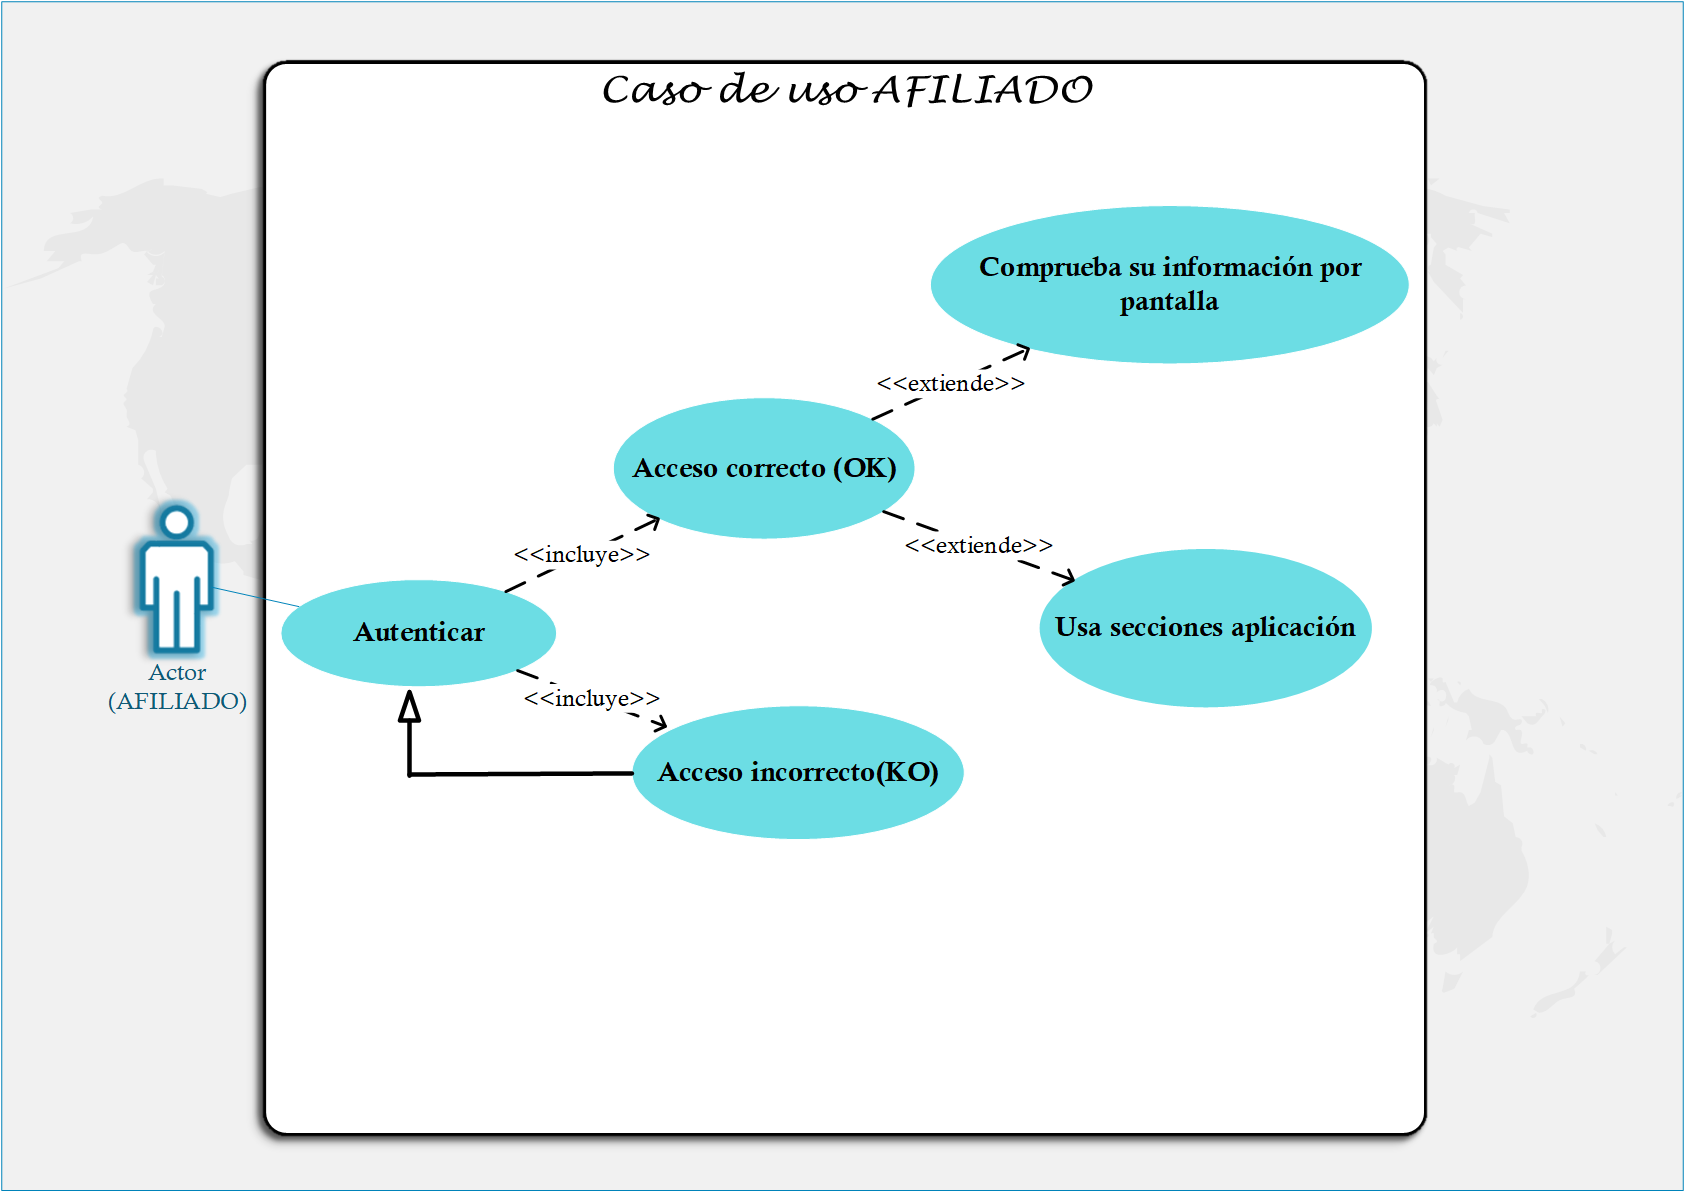 Caso de uso AFILIADO
Comprueba su información por
pantalla
<<extiende>>
Acceso correcto (OK)
<<extiende>>
<<incluye>>
Usa secciones aplicación
Autenticar
Actor
(AFILIADO)
<<incluye>>
Acceso incorrecto(KO)